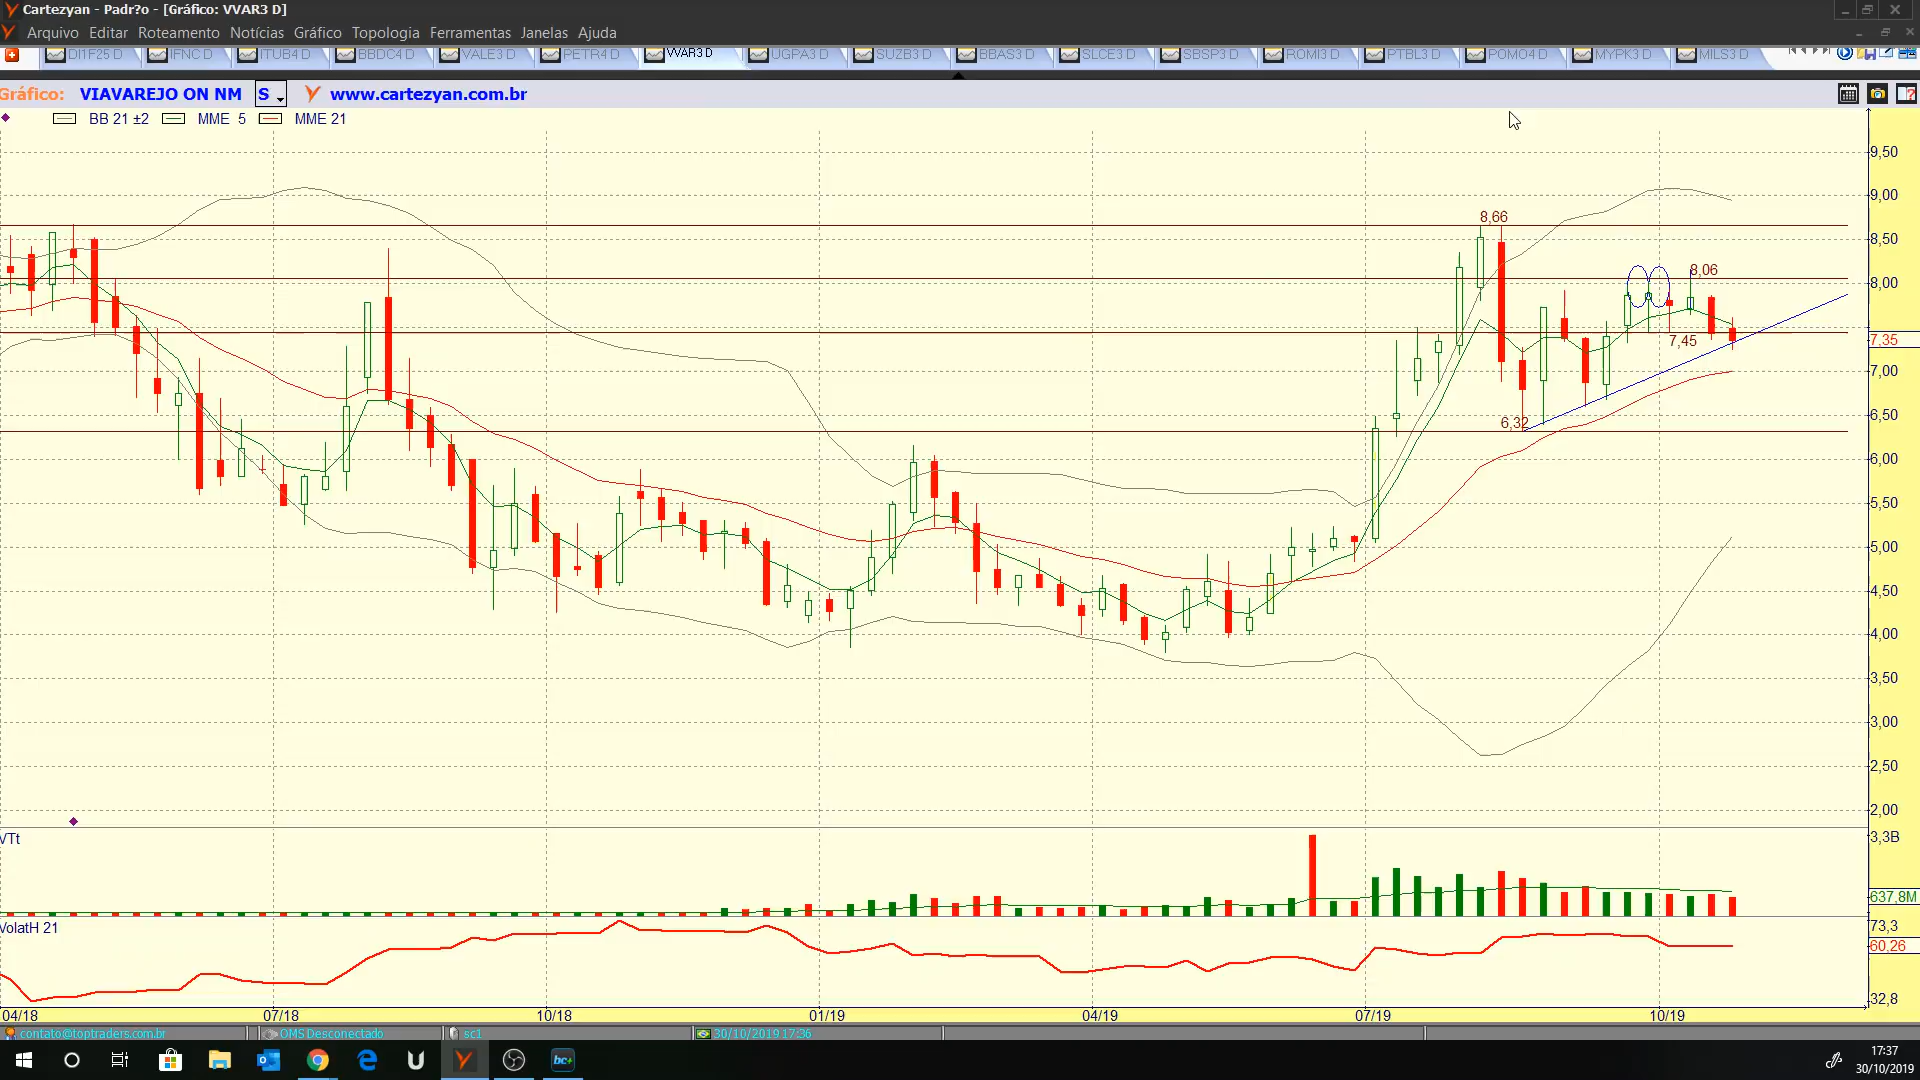 Cartezyan - Padr?o - [Gráfico: VVAR3 D]
Arquivo Editar Roteamento Notícias Gráfico Topologia Ferramentas Janelas Ajuda
DI1F25 D IFNC D ITUB4 D BBDC4 D VALE3 D PETR4 D VVAR3 D UGPA3 D SUZB3 D BBAS3 D SLCE3 D SBSP3 D ROMI3 D PTBL3 D POMO4 D MYPK3 D MILS3 D
Gráfico: VIAVAREJO ON NM S www.cartezyan.com.br
BB 21 ±2 MME 5 MME 21
9,50
9,00
8,66
8,50
8,06
8,00
7,45
7,35
7,00
6,50
6,32
6,00
5,50
5,00
4,50
4,00
3,50
3,00
2,50
2,00
VTt
3,3B
637,8M
VolatH 21
73,3
60,26
32,8
04/18 07/18 10/18 01/19 04/19 07/19 10/19
contato@toptraders.com.br OMS Desconectado sc1 30/10/2019 17:36
bc+
17:37
30/10/2019